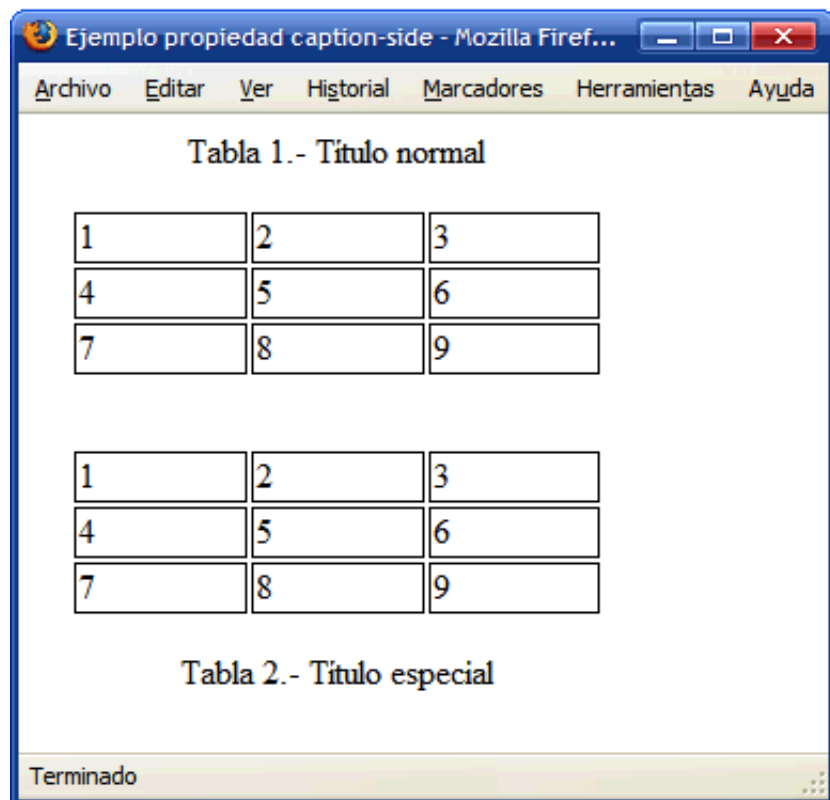 Ejemplo propiedad caption-side - Mozilla Firef...
Archivo Editar Ver Historial Marcadores Herramientas Ayuda
Tabla 1.- Título normal
1 2 3
4 5 6
7 8 9
1 2 3
4 5 6
7 8 9
Tabla 2.- Título especial
Terminado